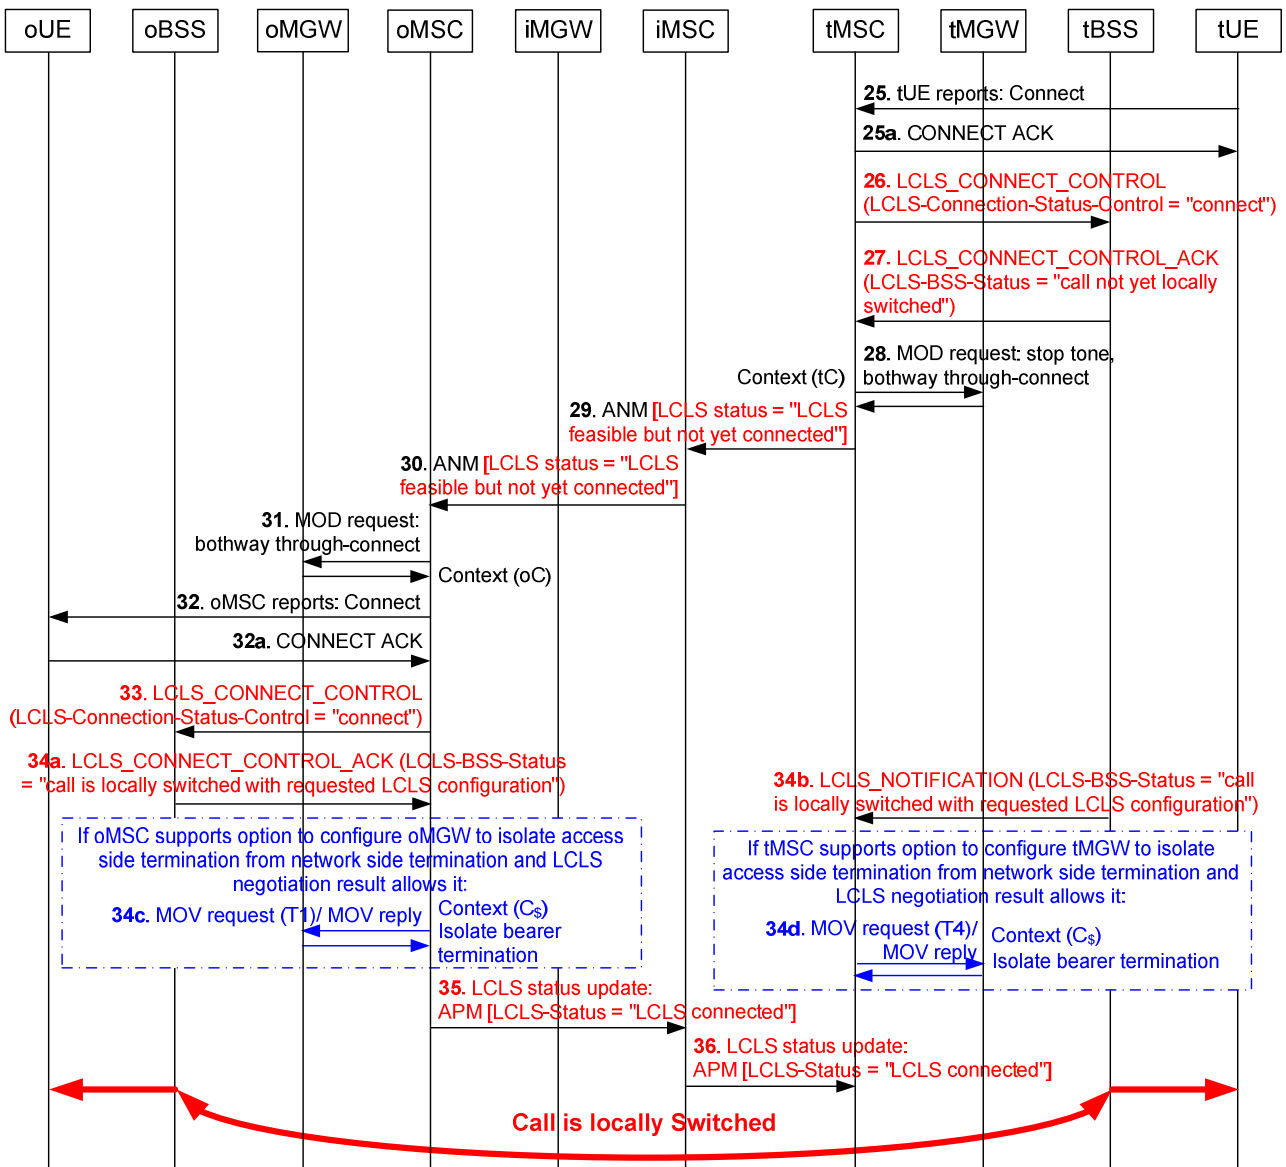 oUE
oBSS
oMGW
oMSC
iMGW
iMSC
tMSC
tMGW
tBSS
tUE
25. tUE reports: Connect
25a. CONNECT ACK
26. LCLS_CONNECT_CONTROL
(LCLS-Connection-Status-Control = "connect")
27. LCLS_CONNECT_CONTROL_ACK
(LCLS-BSS-Status = "call not yet locally
switched")
28. MOD request: stop tone,
bothway through-connect
Context (tC)
29. ANM [LCLS status = "LCLS
feasible but not yet connected"]
30. ANM [LCLS status = "LCLS
feasible but not yet connected"]
31. MOD request:
bothway through-connect
Context (oC)
32. oMSC reports: Connect
32a. CONNECT ACK
33. LCLS_CONNECT_CONTROL
(LCLS-Connection-Status-Control = "connect")
34a. LCLS_CONNECT_CONTROL_ACK (LCLS-BSS-Status
= "call is locally switched with requested LCLS configuration")
34b. LCLS_NOTIFICATION (LCLS-BSS-Status = "call
is locally switched with requested LCLS configuration")
If oMSC supports option to configure oMGW to isolate access
side termination from network side termination and LCLS
negotiation result allows it:
34c. MOV request (T1)/ MOV reply
Context (C$)
Isolate bearer
termination
If tMSC supports option to configure tMGW to isolate
access side termination from network side termination and
LCLS negotiation result allows it:
34d. MOV request (T4)/
MOV reply
Context (C$)
Isolate bearer termination
35. LCLS status update:
APM [LCLS-Status = "LCLS connected"]
36. LCLS status update:
APM [LCLS-Status = "LCLS connected"]
Call is locally Switched